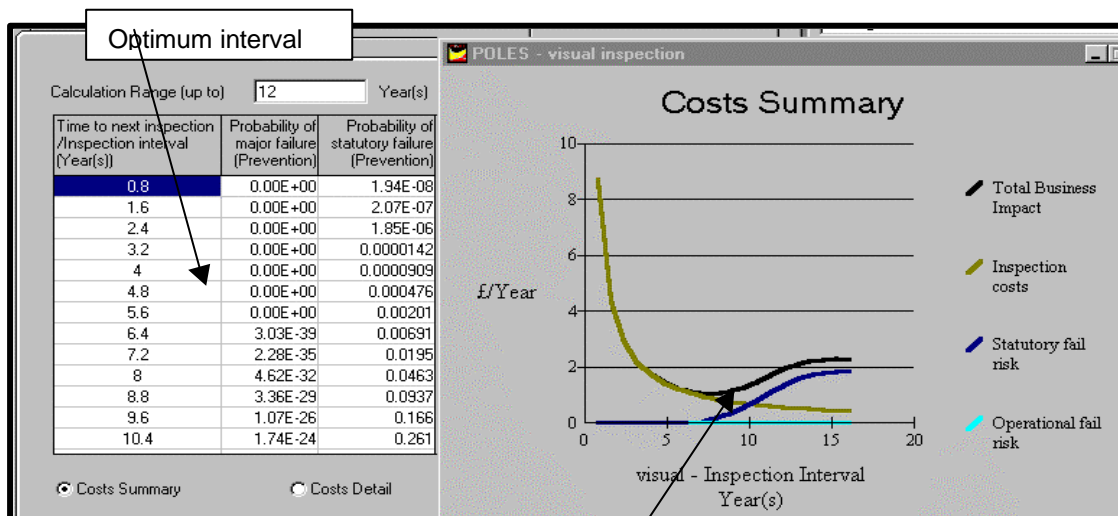 Optimum interval
POLES - visual inspection
Calculation Range (up to) 12 Year(s)
Time to next inspection /Inspection interval (Year(s)) Probability of major failure (Prevention) Probability of statutory failure (Prevention)
0.8 0.00E+00 1.94E-08
1.6 0.00E+00 2.07E-07
2.4 0.00E+00 1.85E-06
3.2 0.00E+00 0.0000142
4 0.00E+00 0.0000909
4.8 0.00E+00 0.000476
5.6 0.00E+00 0.00201
6.4 3.03E-39 0.00691
7.2 2.28E-35 0.0195
8 4.62E-32 0.0463
8.8 3.36E-29 0.0937
9.6 1.07E-26 0.166
10.4 1.74E-24 0.261
Costs Summary Costs Detail
Costs Summary
£/Year
10
8
6
4
2
0
0 5 10 15 20
visual - Inspection Interval
Year(s)
Total Business
Impact
Inspection
costs
Statutory fail
risk
Operational fail
risk